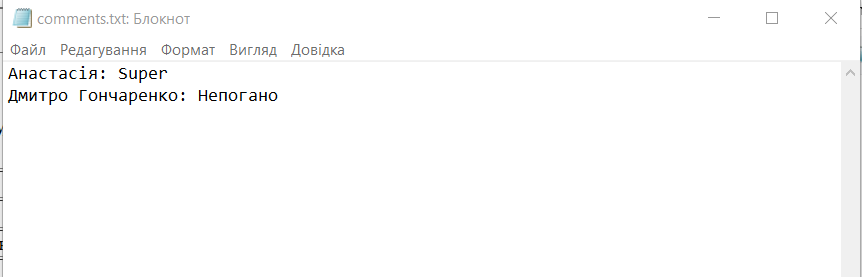 comments.txt: Блокнот
Файл Редагування Формат Вигляд Довідка
Анастасія: Super
Дмитро Гончаренко: Непогано